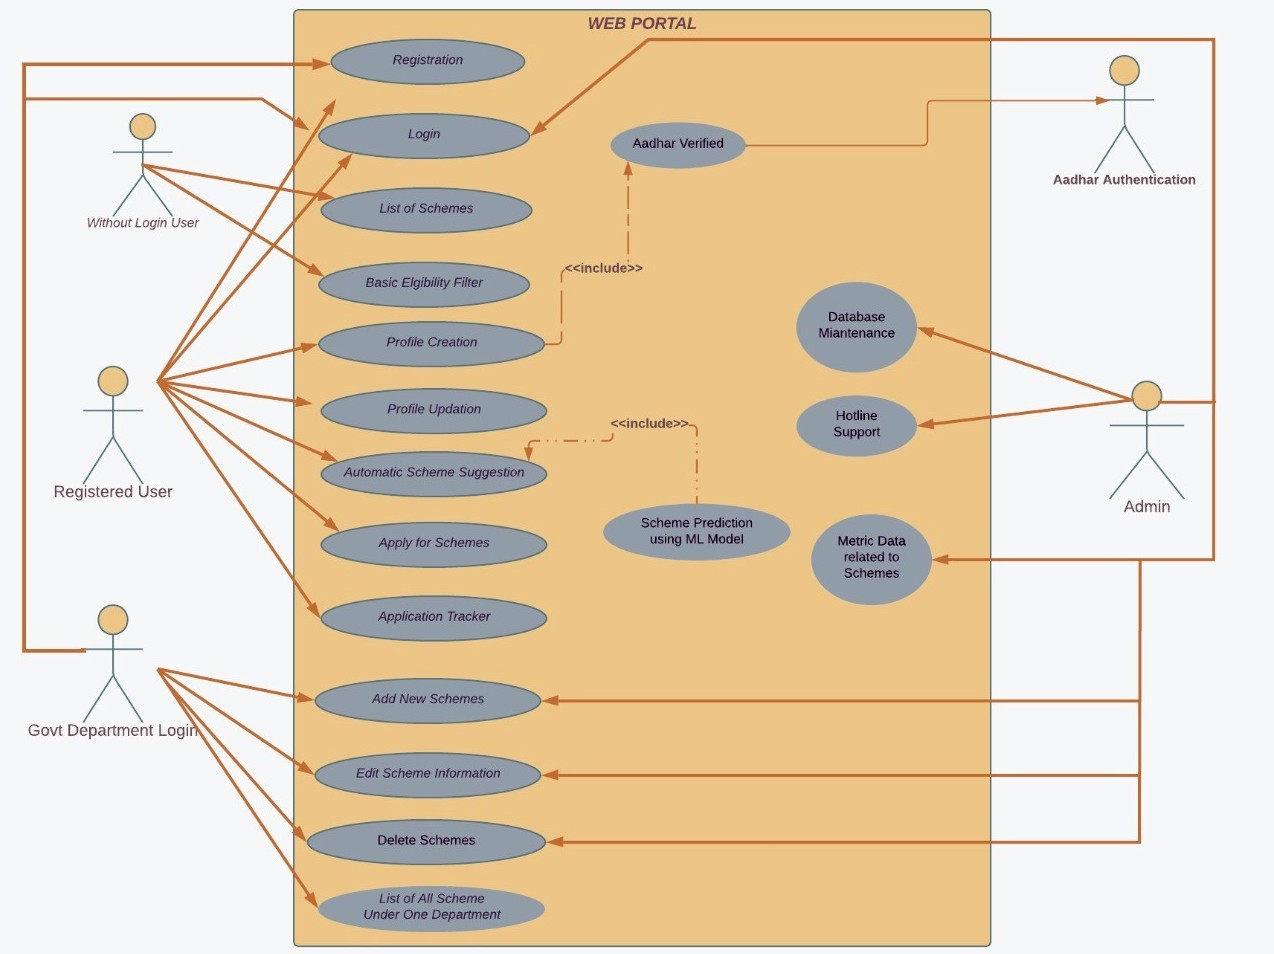 WEB PORTAL
Registration
Login
Aadhar Verified
Aadhar Authentication
Without Login User
List of Schemes
Basic Elgibility Filter
<<include>>
Profile Creation
Database
Miantenance
Profile Updation
Hotline
Support
<<include>>
Automatic Scheme Suggestion
Registered User
Admin
Apply for Schemes
Scheme Prediction
using ML Model
Metric Data
related to
Schemes
Application Tracker
Govt Department Login
Add New Schemes
Edit Scheme Information
Delete Schemes
List of All Scheme
Under One Department